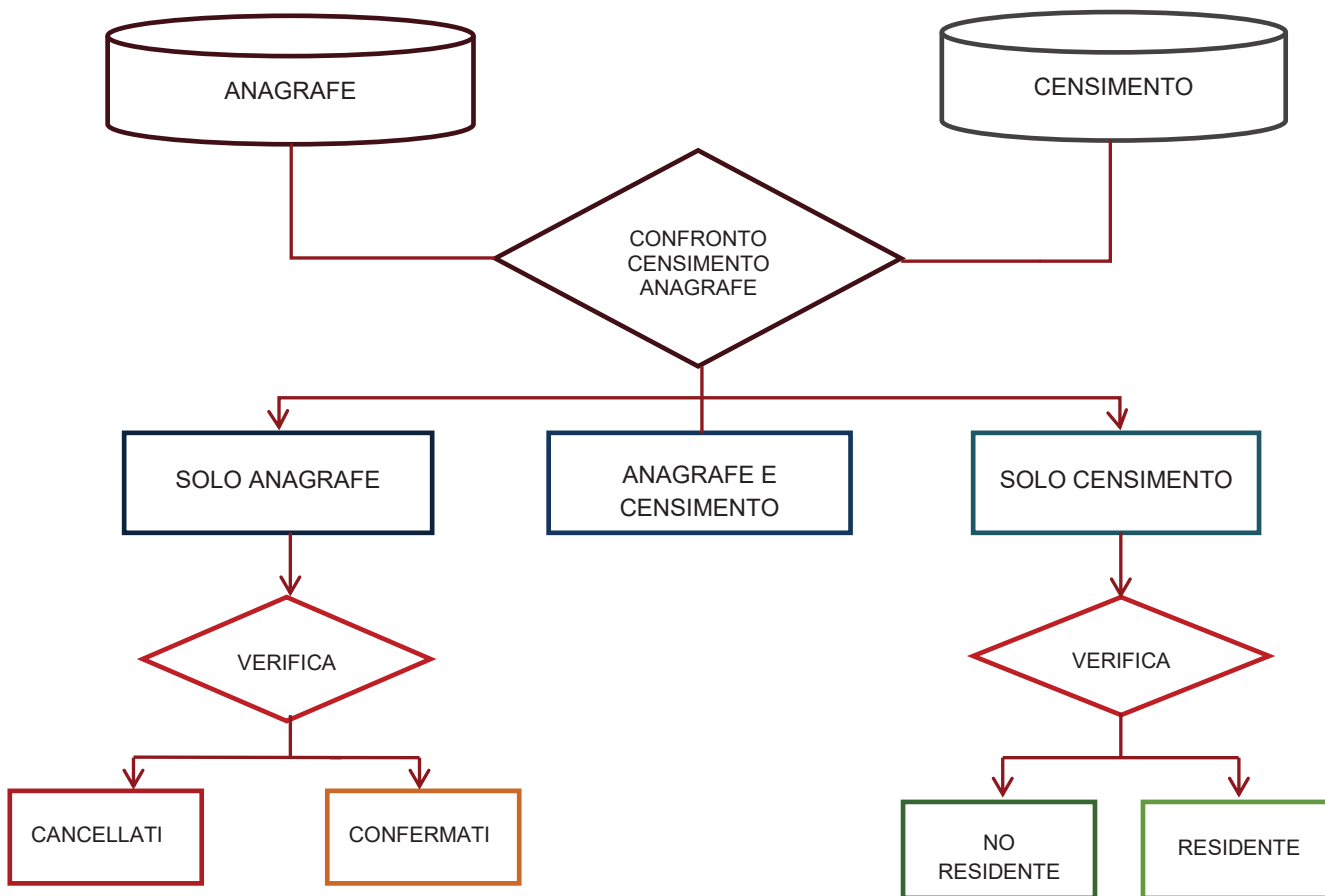 ANAGRAFE
CENSIMENTO
CONFRONTO
CENSIMENTO
ANAGRAFE
SOLO ANAGRAFE
ANAGRAFE E
CENSIMENTO
SOLO CENSIMENTO
VERIFICA
VERIFICA
CANCELLATI
CONFERMATI
NO
RESIDENTE
RESIDENTE